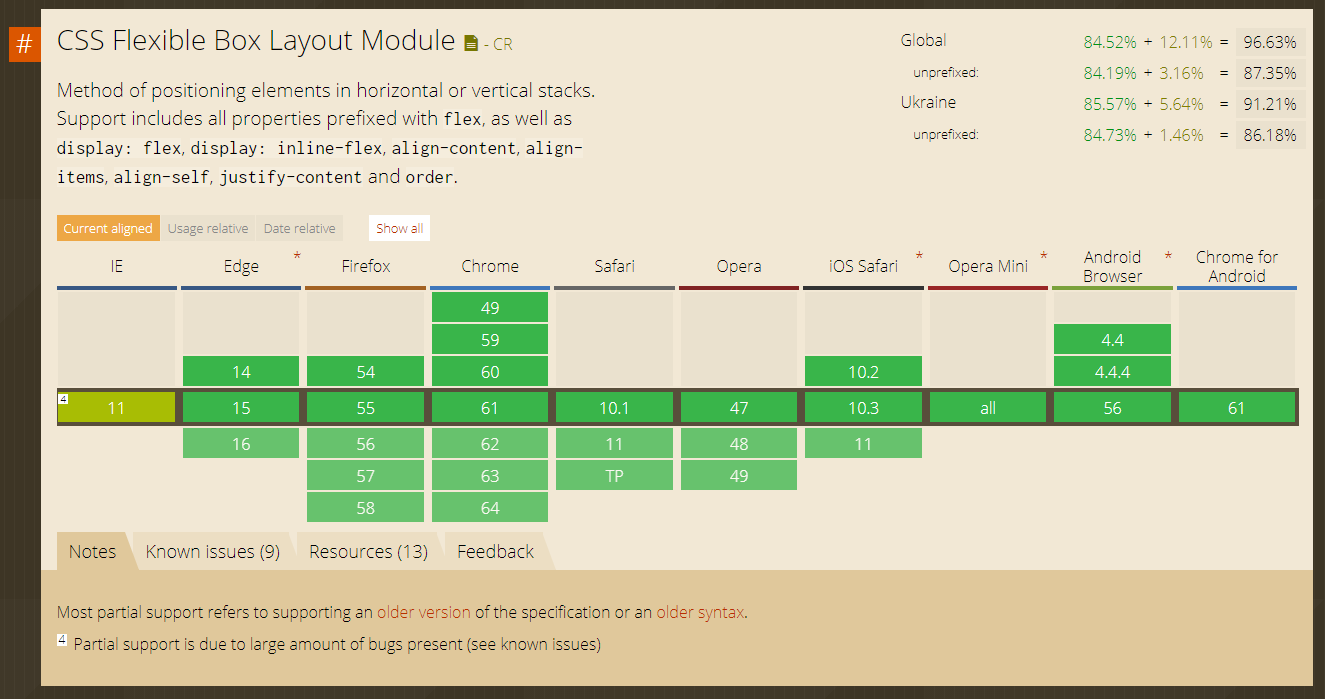 #
CSS Flexible Box Layout Module - CR
Global 84.52% + 12.11% = 96.63%
unprefixed: 84.19% + 3.16% = 87.35%
Ukraine 85.57% + 5.64% = 91.21%
unprefixed: 84.73% + 1.46% = 86.18%
Method of positioning elements in horizontal or vertical stacks.
Support includes all properties prefixed with flex, as well as
display: flex, display: inline-flex, align-content, align-
items, align-self, justify-content and order.
Current aligned Usage relative Date relative Show all
IE Edge * Firefox Chrome Safari Opera iOS Safari * Opera Mini * Android Browser * Chrome for Android
49
59 4.4
14 54 60 10.2 4.4.4
4 11 15 55 61 10.1 47 10.3 all 56 61
16 56 62 11 48 11
57 63 TP 49
58 64
Notes Known issues (9) Resources (13) Feedback
Most partial support refers to supporting an older version of the specification or an older syntax.
4 Partial support is due to large amount of bugs present (see known issues)